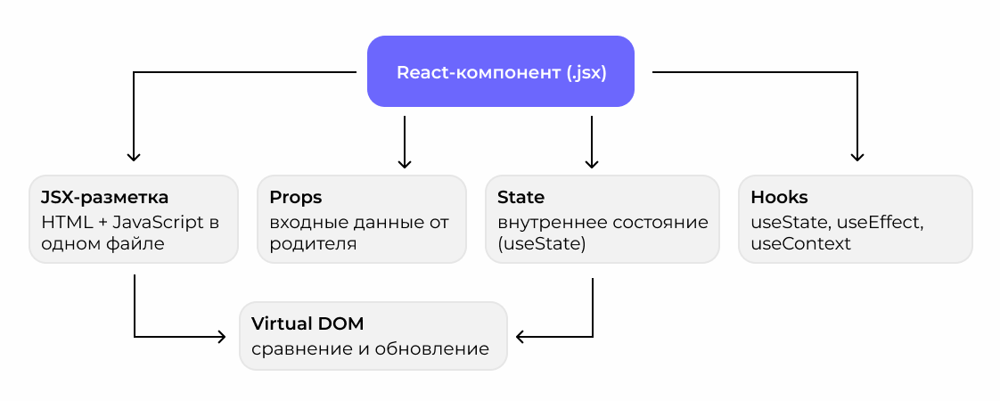 React-компонент (.jsx)
JSX-разметка
HTML + JavaScript в
одном файле
Props
входные данные от
родителя
State
внутреннее состояние
(useState)
Hooks
useState, useEffect,
useContext
Virtual DOM
сравнение и обновление